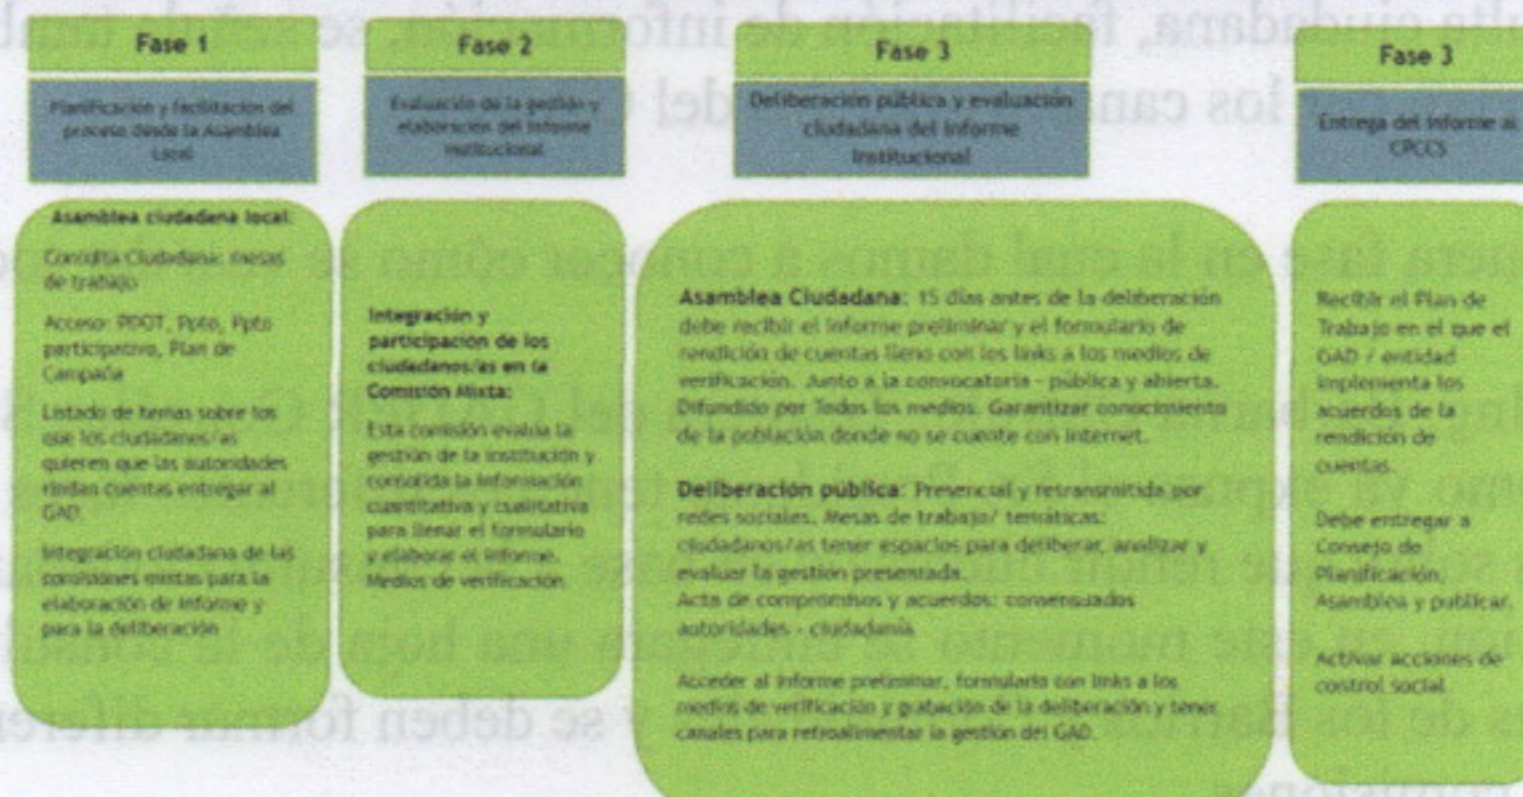 Fase 1
Planificación y facilitación del
proceso desde la Asamblea
Local
Asamblea ciudadana local:
Consulta Ciudadana: mesas
de trabajo
Acceso: PDOT, Ppto, Ppto
participativo, Plan de
Campaña
Listado de temas sobre los
que los ciudadanos/as
quieren que las autoridades
rindan cuentas entregar al
GAD.
Integración ciudadana de las
comisiones mixtas para la
elaboración de informe y
para la deliberación
Fase 2
Evaluación de la gestión y
elaboración del informe
institucional
Integración y
participación de los
ciudadanos/as en la
Comisión Mixta:
Esta comisión evalúa la
gestión de la institución y
consolida la información
cuantitativa y cualitativa
para llenar el formulario
y elaborar el informe.
Medios de verificación.
Fase 3
Deliberación pública y evaluación
ciudadana del informe
institucional
Asamblea Ciudadana: 15 días antes de la deliberación
debe recibir el informe preliminar y el formulario de
rendición de cuentas lleno con los links a los medios de
verificación. Junto a la convocatoria - pública y abierta.
Difundido por Todos los medios. Garantizar conocimiento
de la población donde no se cuente con internet.
Deliberación pública: Presencial y retransmitida por
redes sociales. Mesas de trabajo/ temáticas:
ciudadanos/as tener espacios para deliberar, analizar y
evaluar la gestión presentada.
Acta de compromisos y acuerdos: consensuados
autoridades - ciudadanía
Acceder al informe preliminar, formulario con links a los
medios de verificación y grabación de la deliberación y tener
canales para retroalimentar la gestión del GAD.
Fase 3
Entrega del informe al
CPCCS
Recibir el Plan de
Trabajo en el que el
GAD / entidad
implementa los
acuerdos de la
rendición de
cuentas.
Debe entregar a
Consejo de
Planificación,
Asamblea y publicar.
Activar acciones de
control social